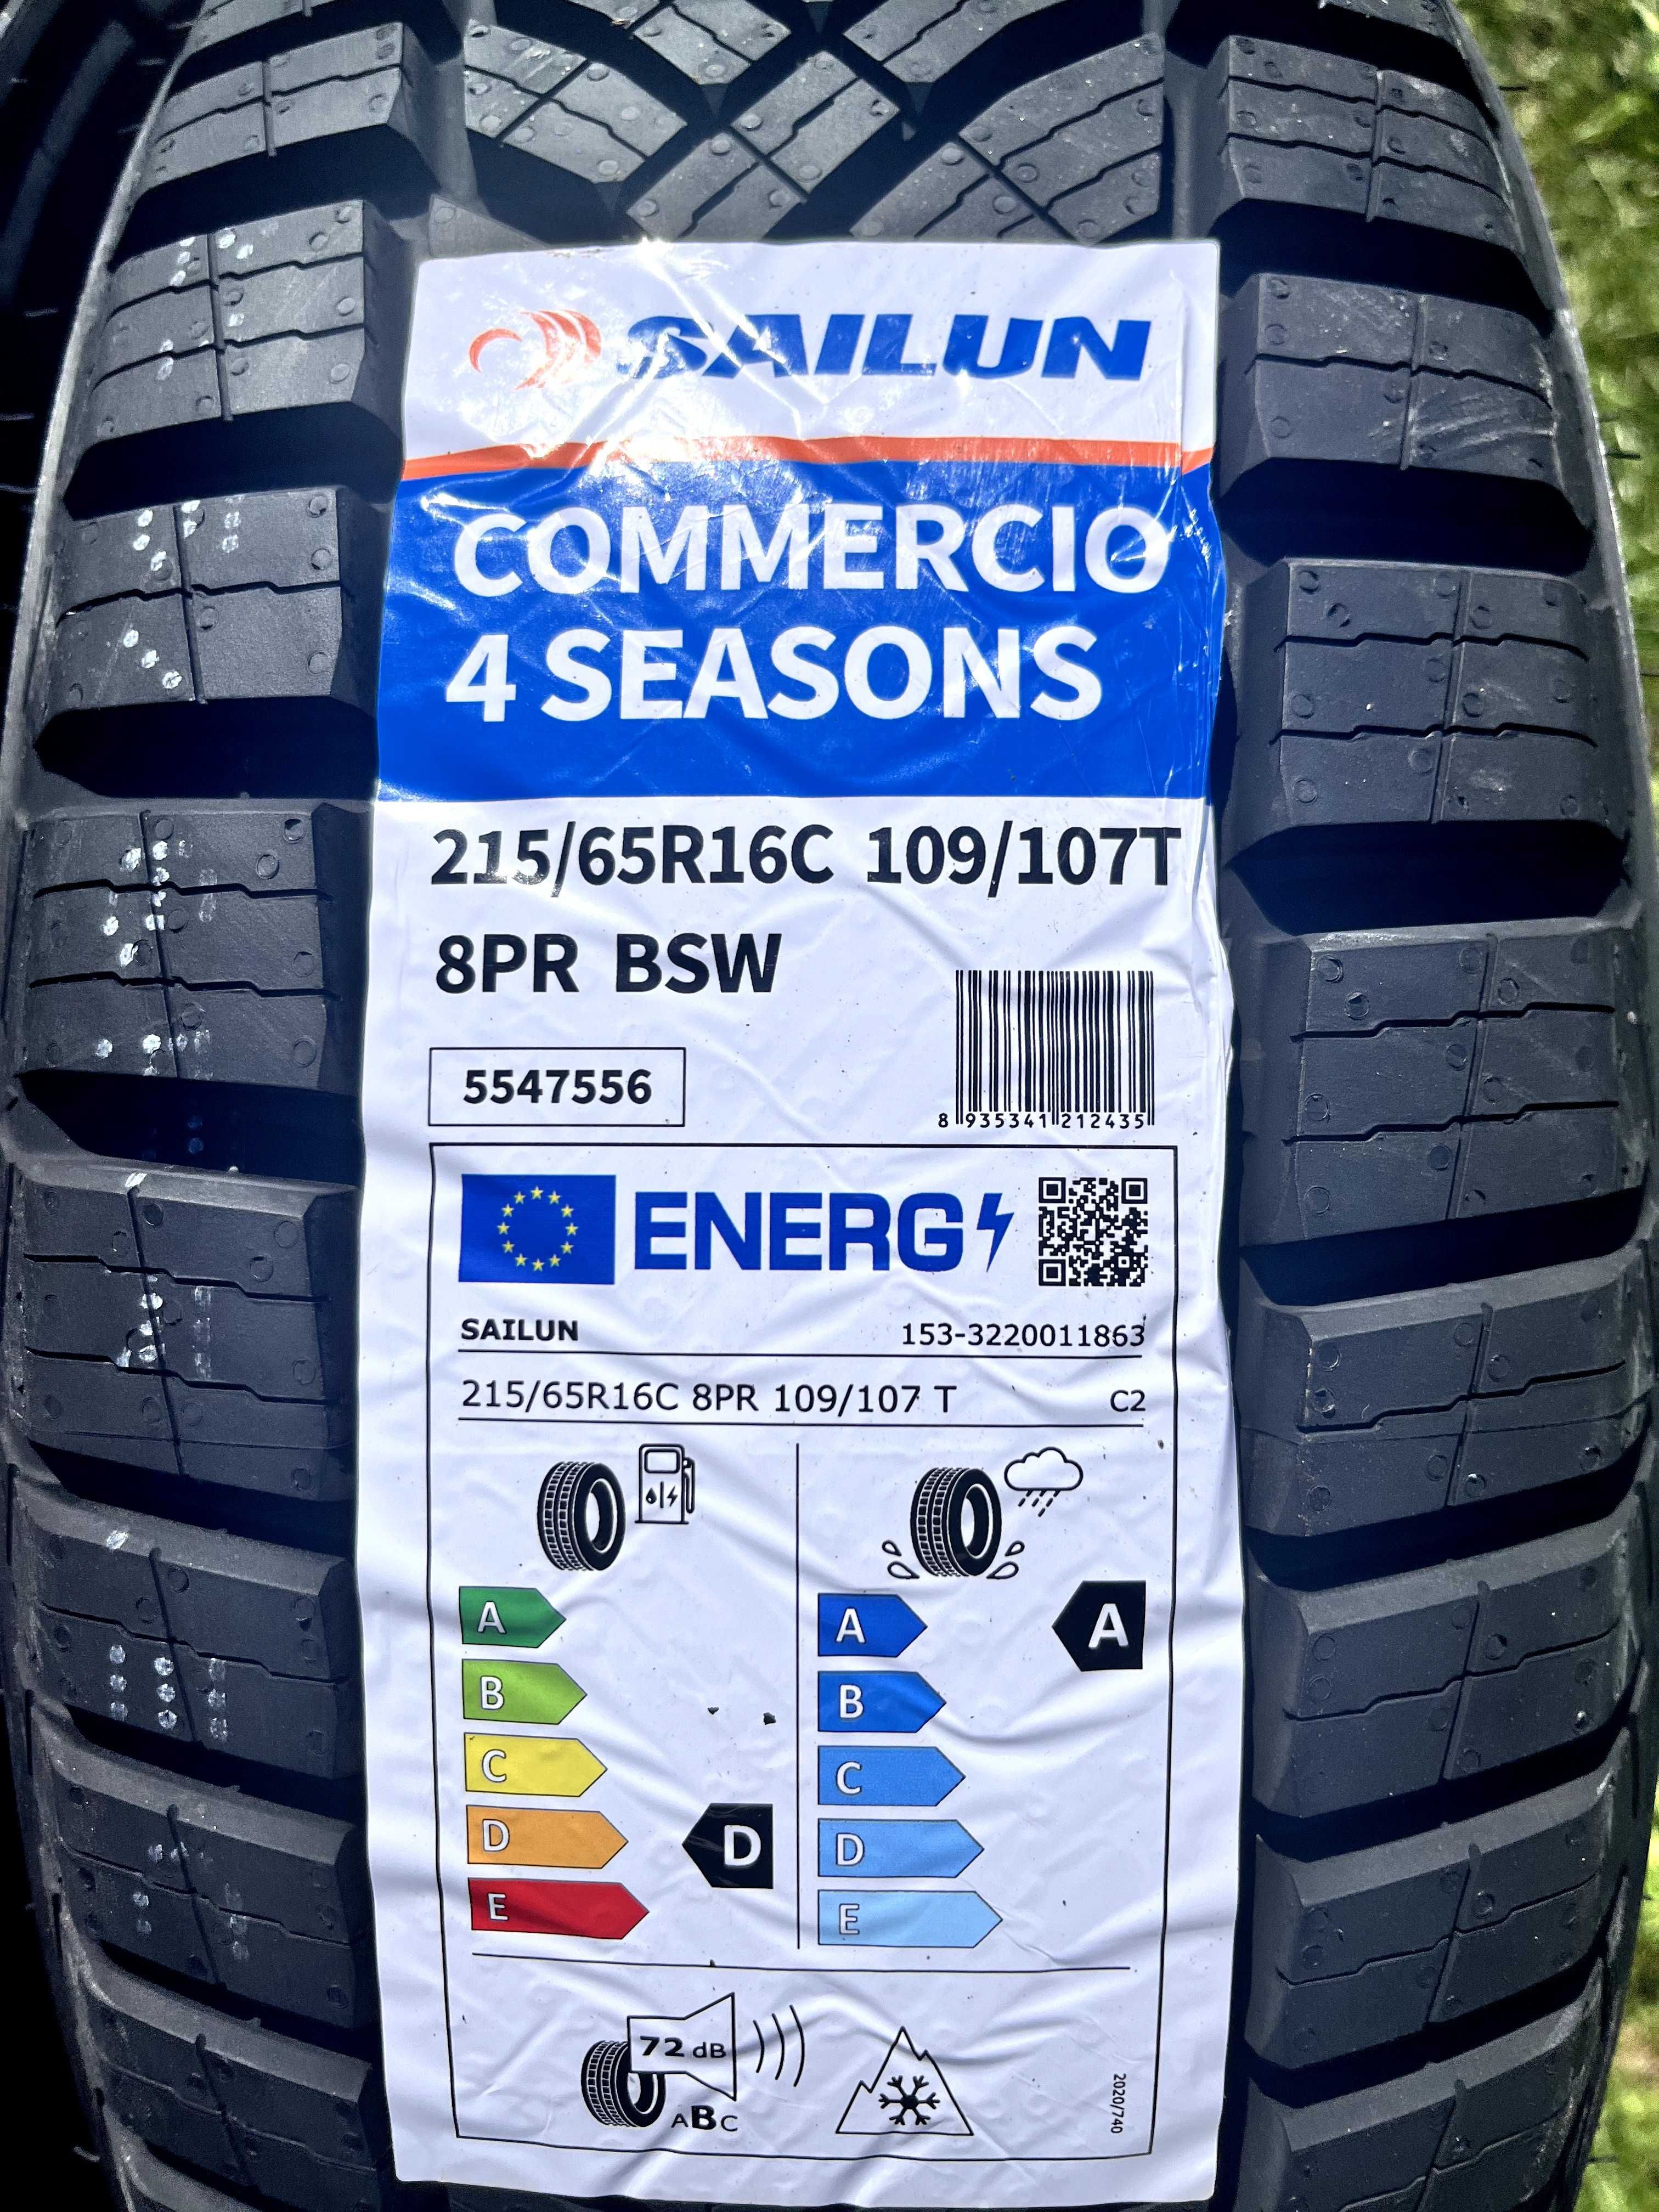 SAILUN
COMMERCIO
4 SEASONS
215/65R16C 109/107T
8PR BSW
5547556
8 935341 212435
ENERG
SAILUN 153-3220011863
215/65R16C 8PR 109/107 T C2
A A A
B B
C C
D D D
E E
72 dB
ABC
2020/740